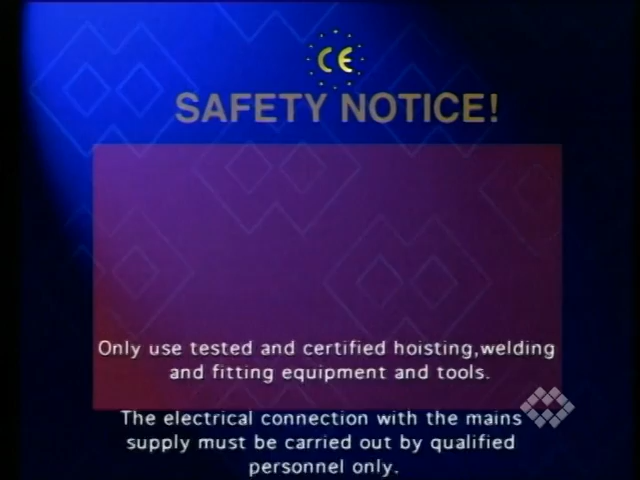 CE
SAFETY NOTICE!
Only use tested and certified hoisting,welding
and fitting equipment and tools.
The electrical connection with the mains
supply must be carried out by qualified
personnel only.